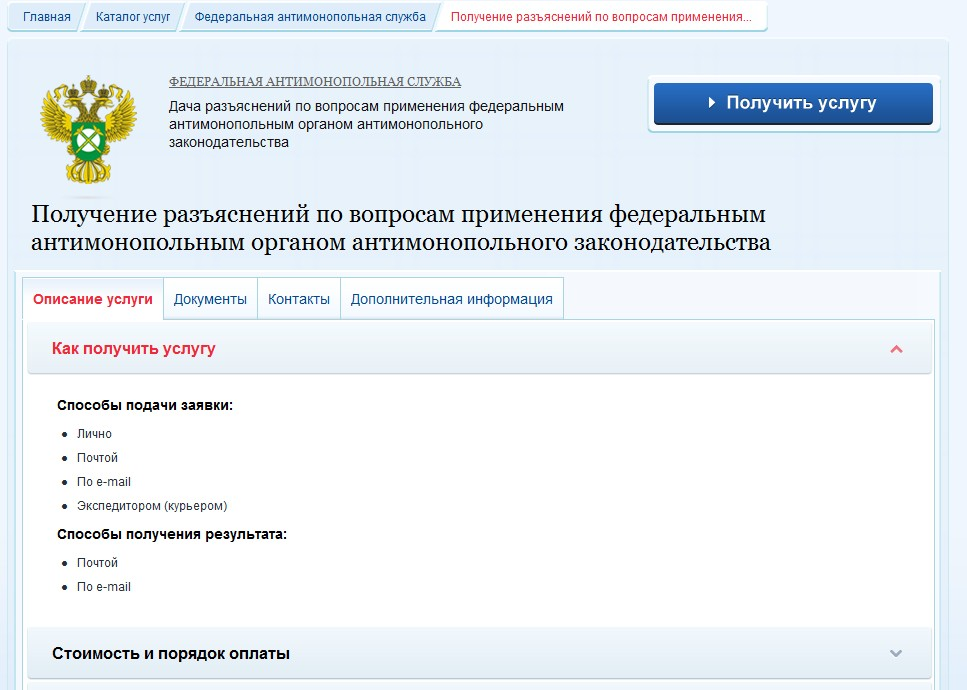 Главная
Каталог услуг
Федеральная антимонопольная служба
Получение разъяснений по вопросам применения...
ФЕДЕРАЛЬНАЯ АНТИМОНОПОЛЬНАЯ СЛУЖБА
Дача разъяснений по вопросам применения федеральным
антимонопольным органом антимонопольного
законодательства
Получить услугу
Получение разъяснений по вопросам применения федеральным
антимонопольным органом антимонопольного законодательства
Описание услуги
Документы
Контакты
Дополнительная информация
Как получить услугу
Способы подачи заявки:
Лично
Почтой
По e-mail
Экспедитором (курьером)
Способы получения результата:
Почтой
По e-mail
Стоимость и порядок оплаты